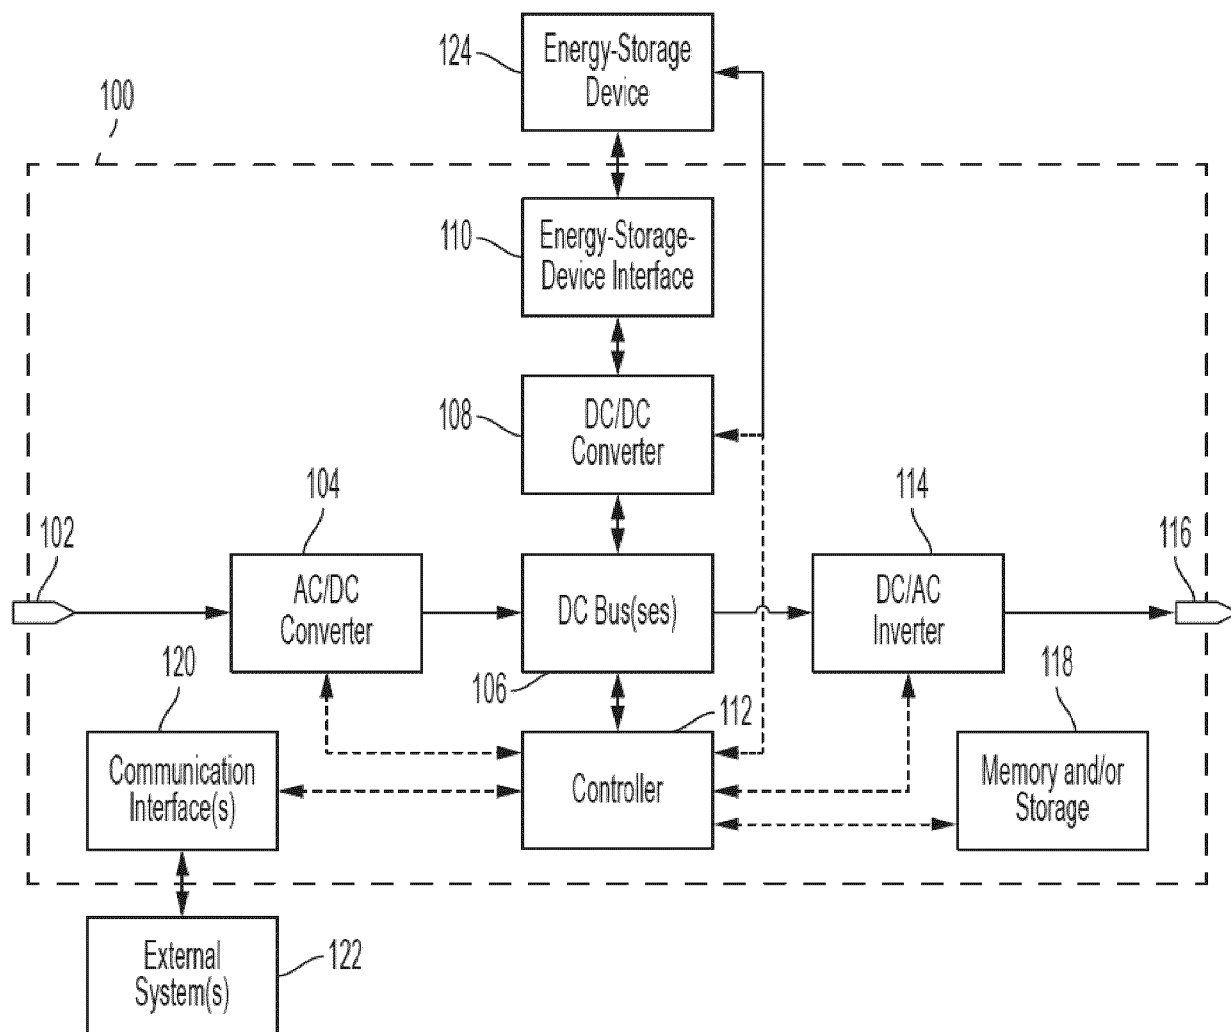 Energy-Storage
Device
124
100
Energy-Storage-
Device Interface
110
DC/DC
Converter
108
104
114
102
116
AC/DC
Converter
DC Bus(ses)
DC/AC
Inverter
120
106
112
118
Communication
Interface(s)
Controller
Memory and/or
Storage
External
System(s)
122